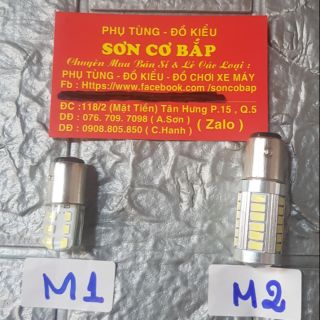 PHỤ TÙNG - ĐỒ KIỂU
SƠN CƠ BẮP
Chuyên Mua Bán Sỉ & Lẻ Các Loại :
PHỤ TÙNG - ĐỒ KIỂU - ĐỒ CHƠI XE MÁY
Fb : Https://www.facebook.com/soncobap
ĐC :118/2 (Mặt Tiền) Tân Hưng P.15 , Q.5
DĐ : 076. 709. 7098 ( A.Sơn ) ( Zalo )
DĐ : 0908.805.850 ( C.Hạnh )
M1
M2